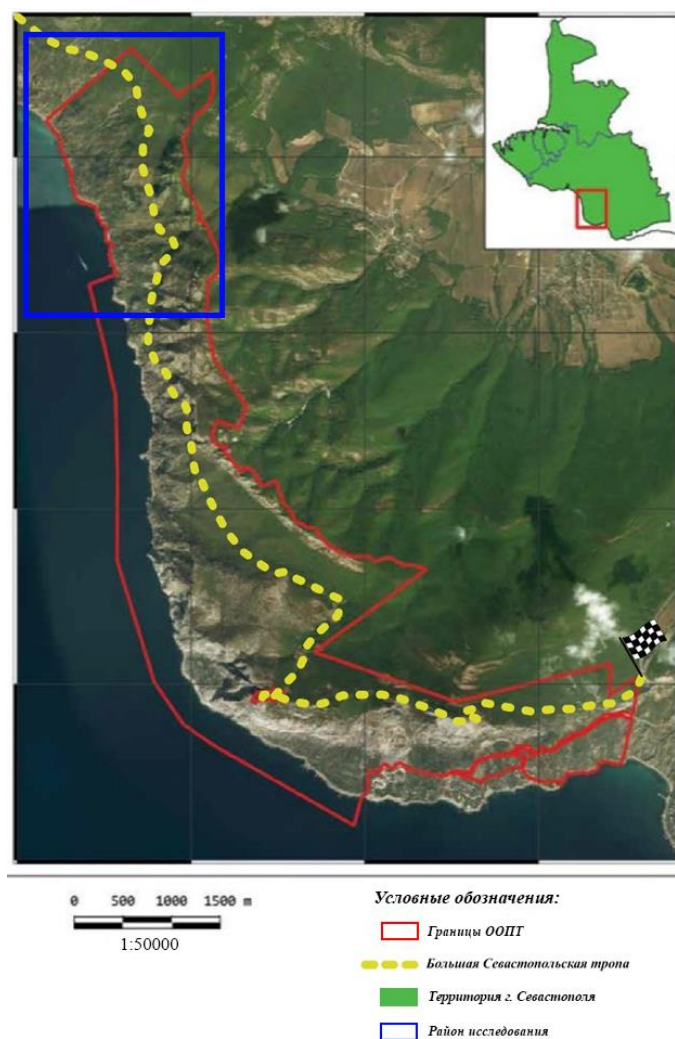 0 500 1000 1500 m
1:50000
Условные обозначения:
Границы ООПТ
Большая Севастопольская тропа
Территория г. Севастополя
Район исследования